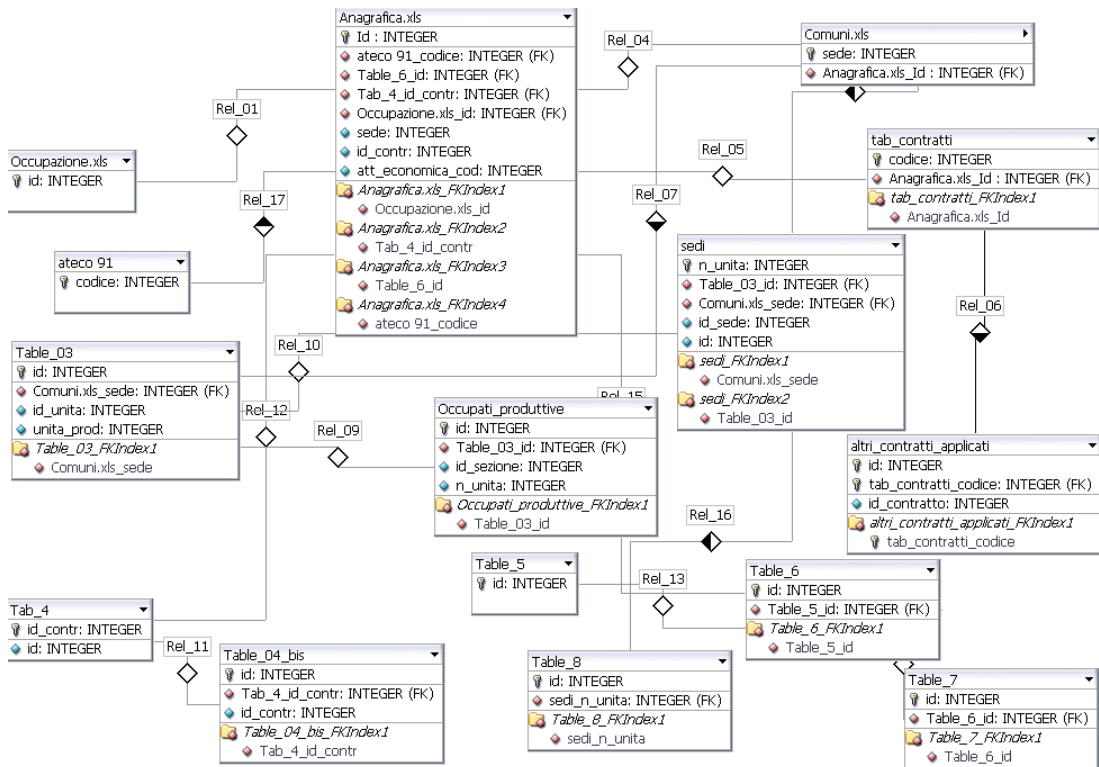 Anagrafica.xls
Id : INTEGER
ateco 91_codice: INTEGER (FK)
Table_6_id: INTEGER (FK)
Tab_4_id_contr: INTEGER (FK)
Occupazione.xls_id: INTEGER (FK)
sede: INTEGER
id_contr: INTEGER
att_economica_cod: INTEGER
Anagrafica.xls_FKIndex1
Occupazione.xls_id
Anagrafica.xls_FKIndex2
Tab_4_id_contr
Anagrafica.xls_FKIndex3
Table_6_id
Anagrafica.xls_FKIndex4
ateco 91_codice
Rel_04
Comuni.xls
sede: INTEGER
Anagrafica.xls_Id : INTEGER (FK)
Rel_01
Occupazione.xls
id: INTEGER
Rel_17
Rel_05
tab_contratti
codice: INTEGER
Anagrafica.xls_Id : INTEGER (FK)
tab_contratti_FKIndex1
Anagrafica.xls_Id
Rel_07
ateco 91
codice: INTEGER
sedi
n_unita: INTEGER
Table_03_id: INTEGER (FK)
Comuni.xls_sede: INTEGER (FK)
id_sede: INTEGER
id: INTEGER
sedi_FKIndex1
Comuni.xls_sede
sedi_FKIndex2
Table_03_id
Rel_06
Rel_10
Table_03
id: INTEGER
Comuni.xls_sede: INTEGER (FK)
id_unita: INTEGER
unita_prod: INTEGER
Table_03_FKIndex1
Comuni.xls_sede
Rel_12
Rel_09
Rel_15
Occupati_produttive
id: INTEGER
Table_03_id: INTEGER (FK)
id_sezione: INTEGER
n_unita: INTEGER
Occupati_produttive_FKIndex1
Table_03_id
altri_contratti_applicati
id: INTEGER
tab_contratti_codice: INTEGER (FK)
id_contratto: INTEGER
altri_contratti_applicati_FKIndex1
tab_contratti_codice
Rel_16
Table_5
id: INTEGER
Rel_13
Table_6
id: INTEGER
Table_5_id: INTEGER (FK)
Table_6_FKIndex1
Table_5_id
Tab_4
id_contr: INTEGER
id: INTEGER
Rel_11
Table_04_bis
id: INTEGER
Tab_4_id_contr: INTEGER (FK)
id_contr: INTEGER
Table_04_bis_FKIndex1
Tab_4_id_contr
Table_8
id: INTEGER
sedi_n_unita: INTEGER (FK)
Table_8_FKIndex1
sedi_n_unita
Table_7
id: INTEGER
Table_6_id: INTEGER (FK)
Table_7_FKIndex1
Table_6_id